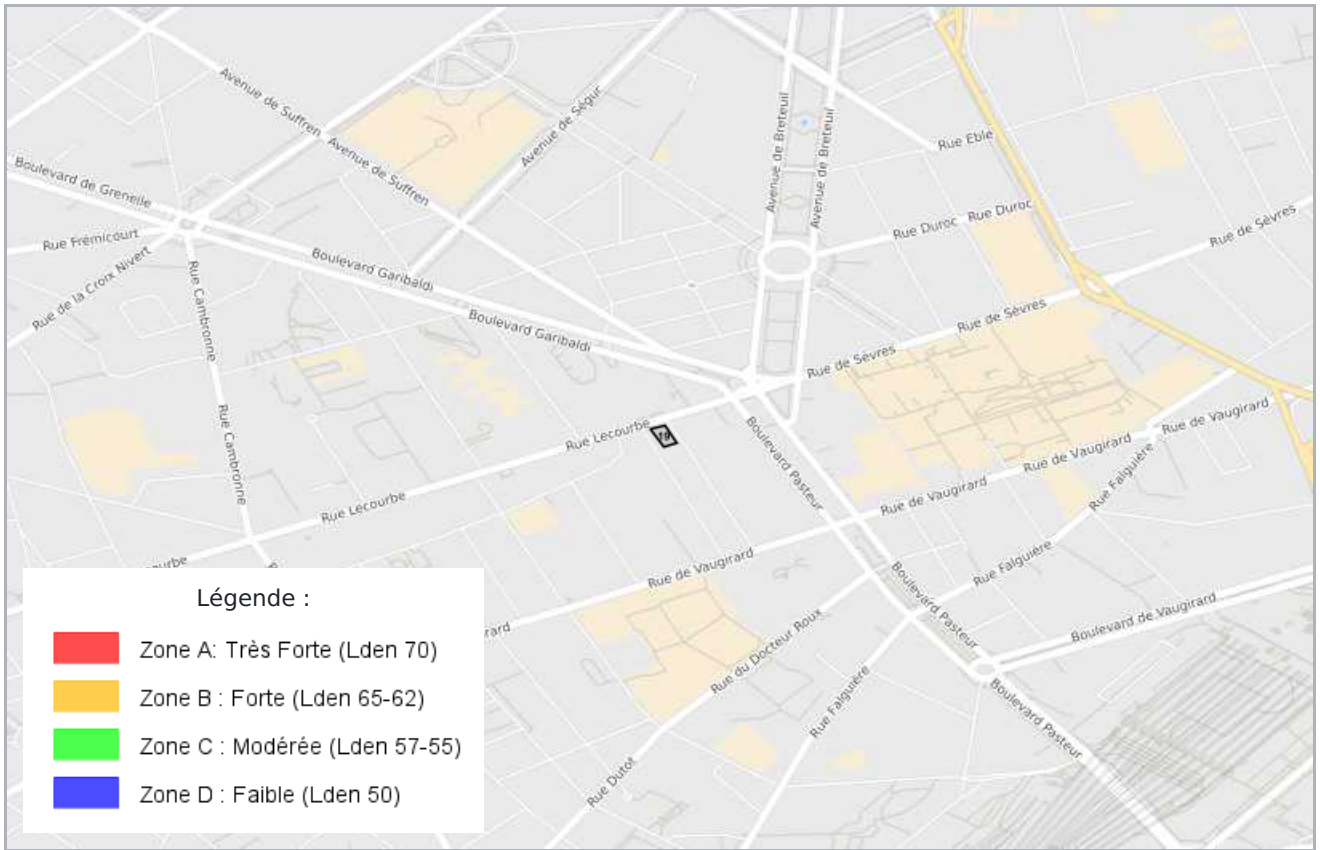 Avenue de Suffren
Avenue de Suffren
Avenue de Ségur
Avenue de Breteuil
Avenue de Breteuil
Rue Eblé
Boulevard de Grenelle
Rue Frémicourt
Rue de la Croix Nivert
Rue Cambronne
Rue Cambronne
Boulevard Garibaldi
Boulevard Garibaldi
Rue Duroc
Rue Duroc
Rue de Sèvres
Rue de Sèvres
Rue de Sèvres
Rue Lecourbe
19
Rue Lecourbe
urbe
Boulevard Pasteur
Rue de Vaugirard
Rue de Vaugirard
Rue de Vaugirard
Rue Falguière
Rue de Vaugirard
rard
Rue Falguière
Boulevard Pasteur
Boulevard de Vaugirard
Rue du Docteur Roux
Rue Falguière
Boulevard Pasteur
Rue Dutot
Légende :
Zone A: Très Forte (Lden 70)
Zone B : Forte (Lden 65-62)
Zone C : Modérée (Lden 57-55)
Zone D : Faible (Lden 50)